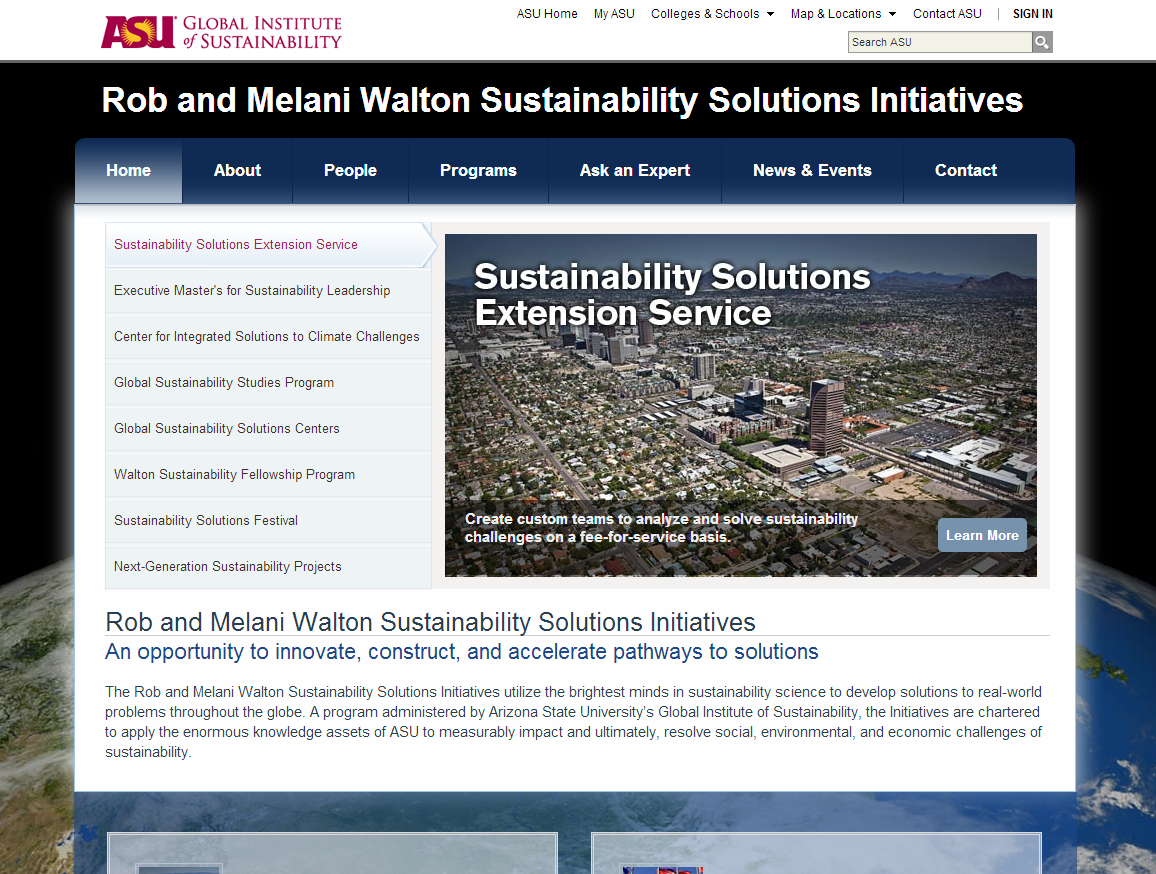 ASU Home My ASU Colleges & Schools Map & Locations Contact ASU SIGN IN
ASU GLOBAL INSTITUTE
of SUSTAINABILITY
Search ASU
Rob and Melani Walton Sustainability Solutions Initiatives
Home About People Programs Ask an Expert News & Events Contact
Sustainability Solutions Extension Service
Executive Master's for Sustainability Leadership
Center for Integrated Solutions to Climate Challenges
Global Sustainability Studies Program
Global Sustainability Solutions Centers
Walton Sustainability Fellowship Program
Sustainability Solutions Festival
Next-Generation Sustainability Projects
Sustainability Solutions
Extension Service
Create custom teams to analyze and solve sustainability
challenges on a fee-for-service basis.
Learn More
Rob and Melani Walton Sustainability Solutions Initiatives
An opportunity to innovate, construct, and accelerate pathways to solutions
The Rob and Melani Walton Sustainability Solutions Initiatives utilize the brightest minds in sustainability science to develop solutions to real-world
problems throughout the globe. A program administered by Arizona State University's Global Institute of Sustainability, the Initiatives are chartered
to apply the enormous knowledge assets of ASU to measurably impact and ultimately, resolve social, environmental, and economic challenges of
sustainability.